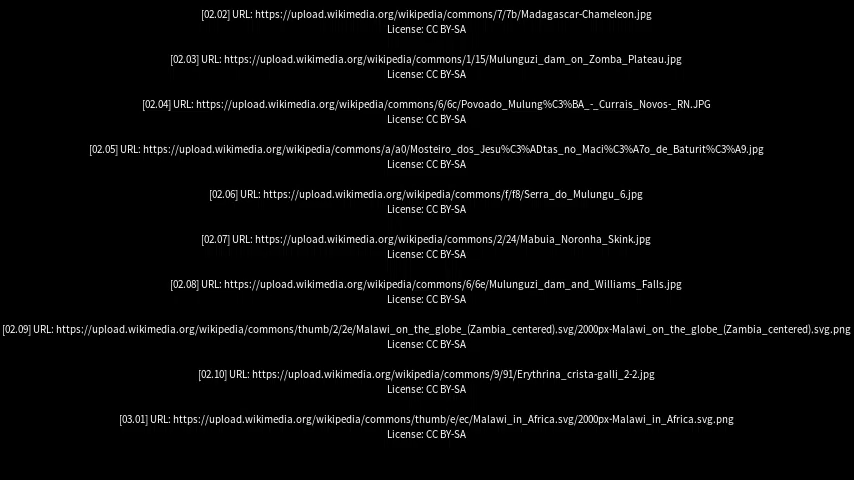 [02.02] URL: https://upload.wikimedia.org/wikipedia/commons/7/7b/Madagascar-Chameleon.jpg
License: CC BY-SA
[02.03] URL: https://upload.wikimedia.org/wikipedia/commons/1/15/Mulunguzi_dam_on_Zomba_Plateau.jpg
License: CC BY-SA
[02.04] URL: https://upload.wikimedia.org/wikipedia/commons/6/6c/Povoado_Mulung%C3%BA_-_Currais_Novos-_RN.JPG
License: CC BY-SA
[02.05] URL: https://upload.wikimedia.org/wikipedia/commons/a/a0/Mosteiro_dos_Jesu%C3%ADtas_no_Maci%C3%A7o_de_Baturit%C3%A9.jpg
License: CC BY-SA
[02.06] URL: https://upload.wikimedia.org/wikipedia/commons/f/f8/Serra_do_Mulungu_6.jpg
License: CC BY-SA
[02.07] URL: https://upload.wikimedia.org/wikipedia/commons/2/24/Mabuia_Noronha_Skink.jpg
License: CC BY-SA
[02.08] URL: https://upload.wikimedia.org/wikipedia/commons/6/6e/Mulunguzi_dam_and_Williams_Falls.jpg
License: CC BY-SA
[02.09] URL: https://upload.wikimedia.org/wikipedia/commons/thumb/2/2e/Malawi_on_the_globe_(Zambia_centered).svg/2000px-Malawi_on_the_globe_(Zambia_centered).svg.png
License: CC BY-SA
[02.10] URL: https://upload.wikimedia.org/wikipedia/commons/9/91/Erythrina_crista-galli_2-2.jpg
License: CC BY-SA
[03.01] URL: https://upload.wikimedia.org/wikipedia/commons/thumb/e/ec/Malawi_in_Africa.svg/2000px-Malawi_in_Africa.svg.png
License: CC BY-SA